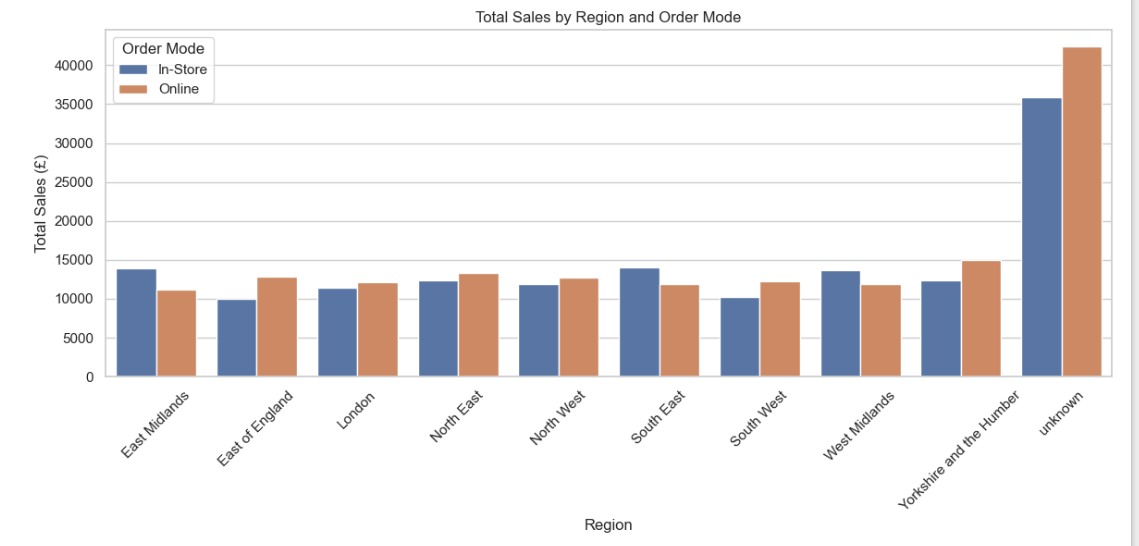 Total Sales by Region and Order Mode
Order Mode
In-Store
Online
Total Sales (£)
40000
35000
30000
25000
20000
15000
10000
5000
0
East Midlands
East of England
London
North East
North West
South East
South West
West Midlands
Yorkshire and the Humber
unknown
Region